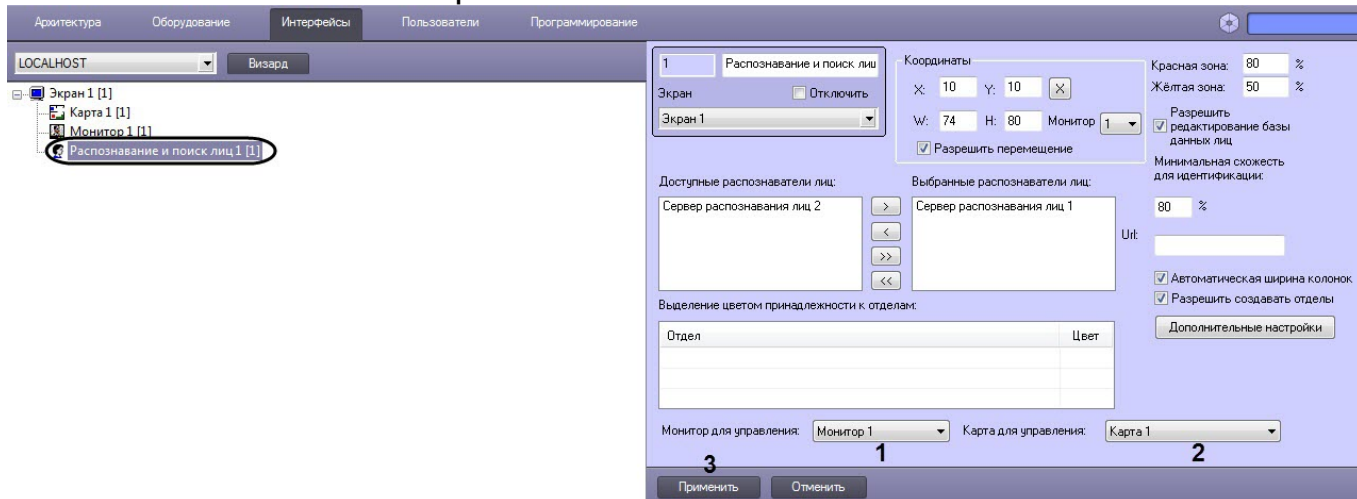 Архитектура Оборудование Интерфейсы Пользователи Программирование
LOCALHOST Визард
Экран 1 [1]
Карта 1 [1]
Монитор 1 [1]
Распознавание и поиск лиц 1 [1]
1 Распознавание и поиск лиц
Экран Отключить
Экран 1
Координаты
X: 10 Y: 10 X
W: 74 H: 80 Монитор 1
Разрешить перемещение
Красная зона: 80 %
Жёлтая зона: 50 %
Разрешить
редактирование базы
данных лиц
Минимальная схожесть
для идентификации:
80 %
Url:
Автоматическая ширина колонок
Разрешить создавать отделы
Дополнительные настройки
Доступные распознаватели лиц: Выбранные распознаватели лиц:
Сервер распознавания лиц 2 > Сервер распознавания лиц 1
<
>>
<<
Выделение цветом принадлежности к отделам:
Отдел Цвет
Монитор для управления: Монитор 1 Карта для управления: Карта 1
1 2
3
Применить Отменить